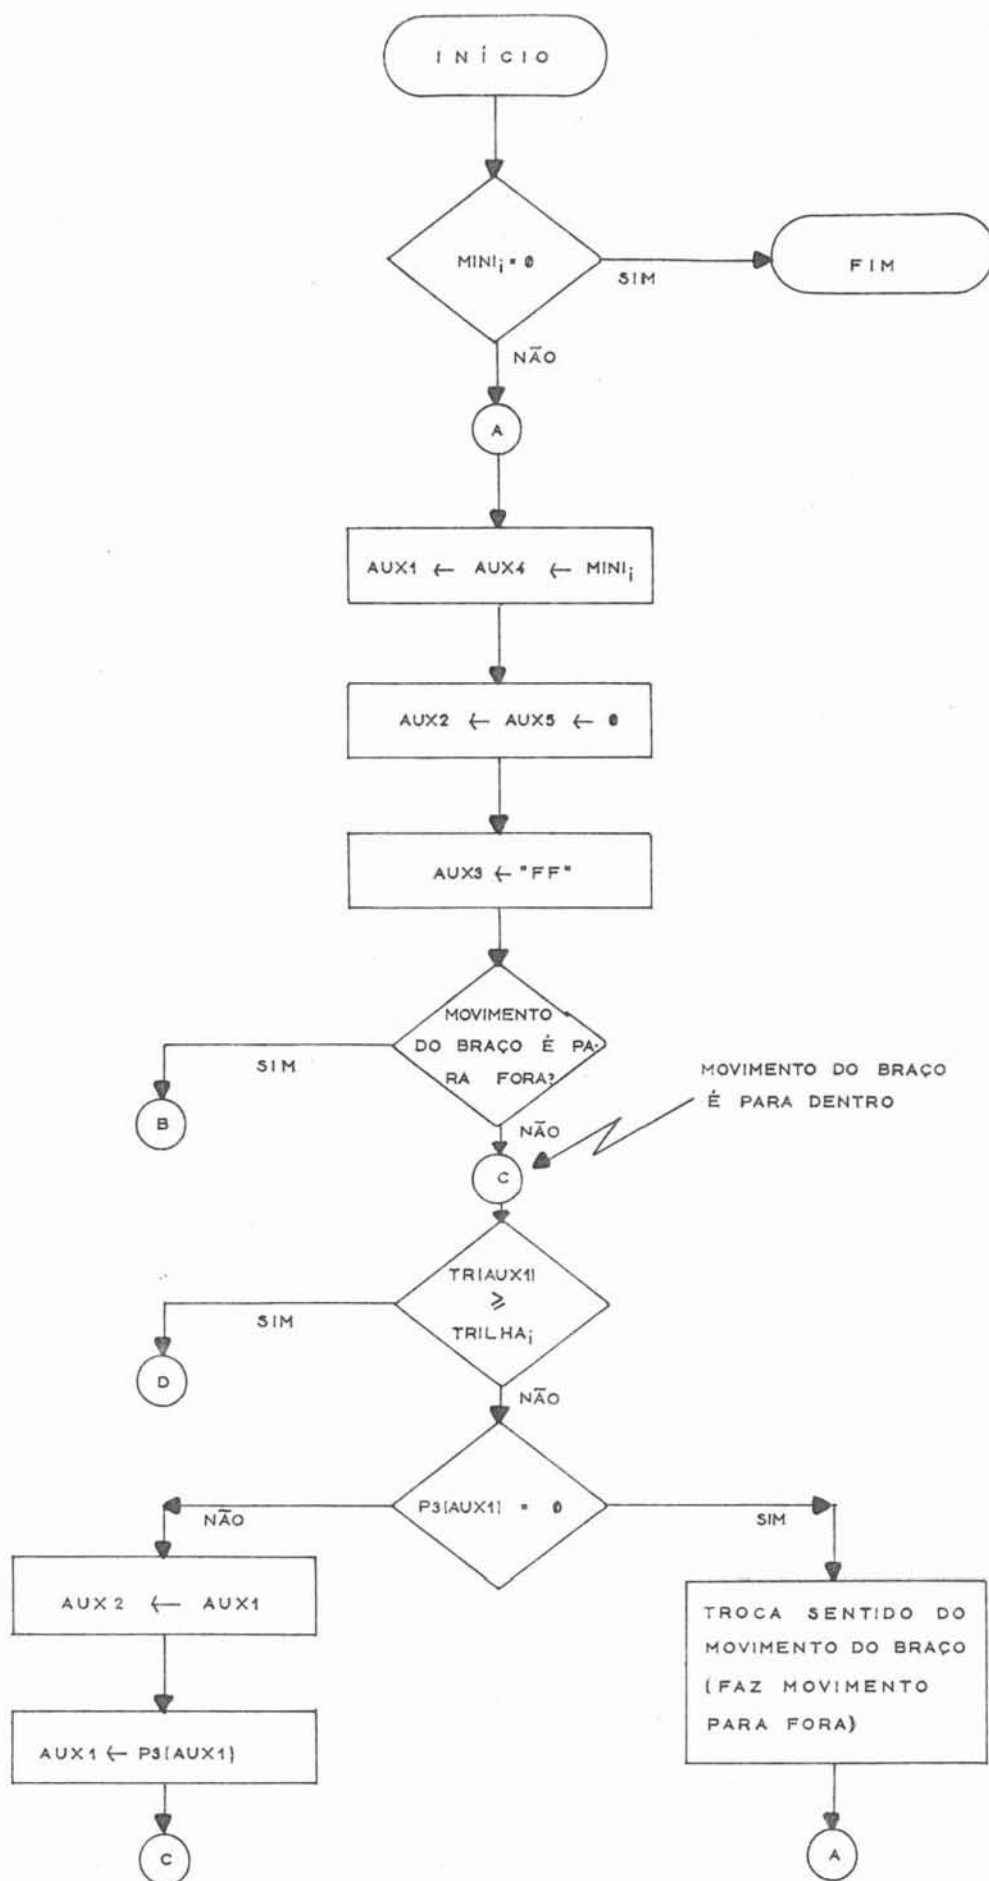 INÍCIO
MINIi = 0
SIM
FIM
NÃO
A
AUX1 ← AUX4 ← MINIi
AUX2 ← AUX5 ← 0
AUX3 ← "FF"
MOVIMENTO
DO BRAÇO É PA-
RA FORA?
SIM
B
NÃO
MOVIMENTO DO BRAÇO
É PARA DENTRO
C
TR(AUX1)
≥
TRILHAi
SIM
D
NÃO
P3(AUX1) = 0
NÃO
SIM
AUX2 ← AUX1
TROCA SENTIDO DO
MOVIMENTO DO BRAÇO
(FAZ MOVIMENTO
PARA FORA)
AUX1 ← P3(AUX1)
C
A